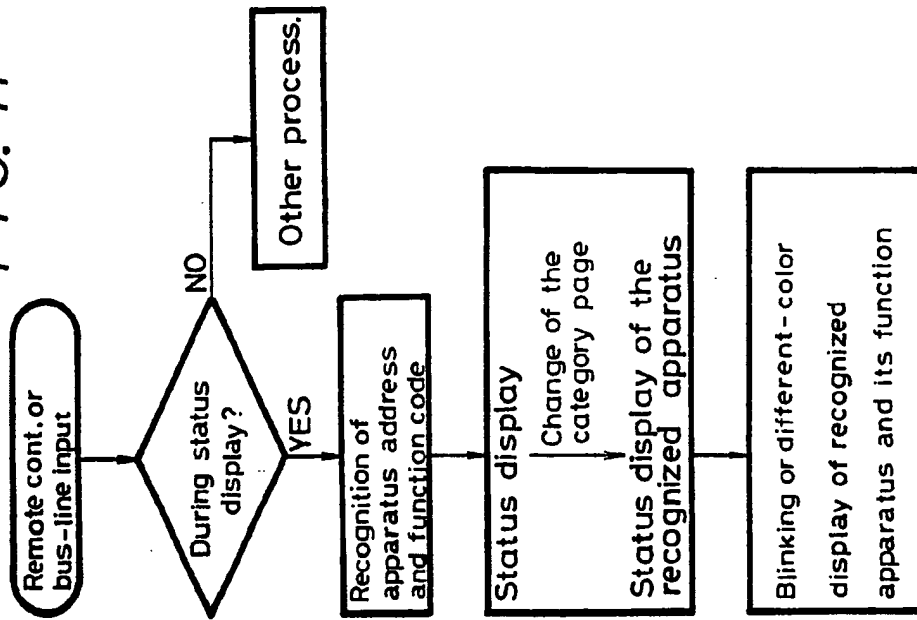 Remote cont. or
bus-line input
During status
display?
NO
Other process.
YES
Recognition of
apparatus address
and function code
Status display
Change of the
category page
Status display of the
recognized apparatus
Blinking or different-color
display of recognized
apparatus and its function